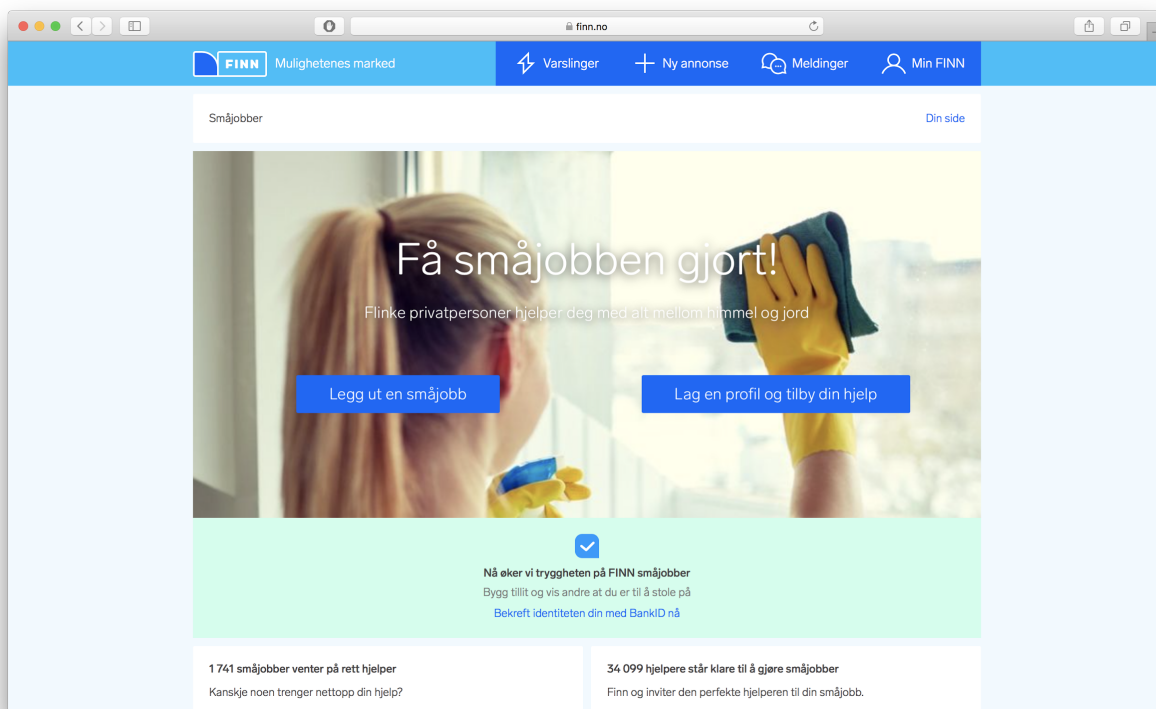 finn.no
FINN Mulighetenes marked Varslinger Ny annonse Meldinger Min FINN
Småjobber Din side
Få småjobben gjort!
Flinke privatpersoner hjelper deg med alt mellom himmel og jord
Legg ut en småjobb Lag en profil og tilby din hjelp
Nå øker vi tryggheten på FINN småjobber
Bygg tillit og vis andre at du er til å stole på
Bekreft identiteten din med BankID nå
1 741 småjobber venter på rett hjelper
Kanskje noen trenger nettopp din hjelp?
34 099 hjelpere står klare til å gjøre småjobber
Finn og inviter den perfekte hjelperen til din småjobb.